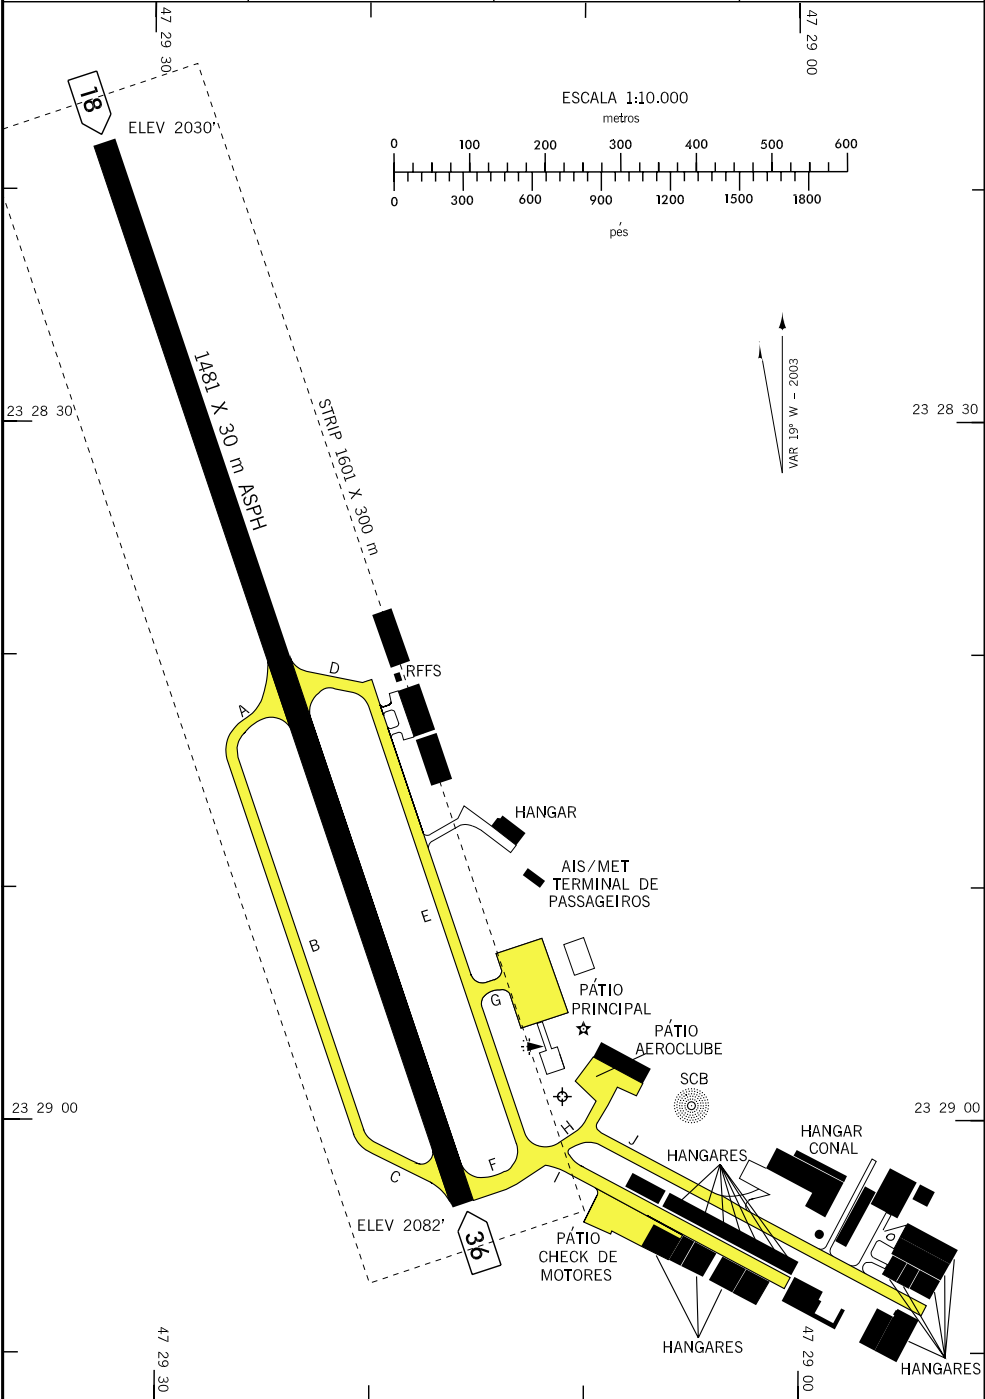 47 29 30
47 29 00
18
ELEV 2030'
ESCALA 1:10.000
metros
0 100 200 300 400 500 600
0 300 600 900 1200 1500 1800
pés
VAR 19° W - 2003
23 28 30
23 28 30
1481 X 30 m ASPH
STRIP 1601 X 300 m
D
RFFS
A
HANGAR
AIS/MET
TERMINAL DE
PASSAGEIROS
E
B
G
PÁTIO
PRINCIPAL
PÁTIO
AEROCLUBE
SCB
23 29 00
23 29 00
H
J
HANGAR
CONAL
HANGARES
F
C
I
ELEV 2082'
36
PÁTIO
CHECK DE
MOTORES
HANGARES
HANGARES
47 29 30
47 29 00